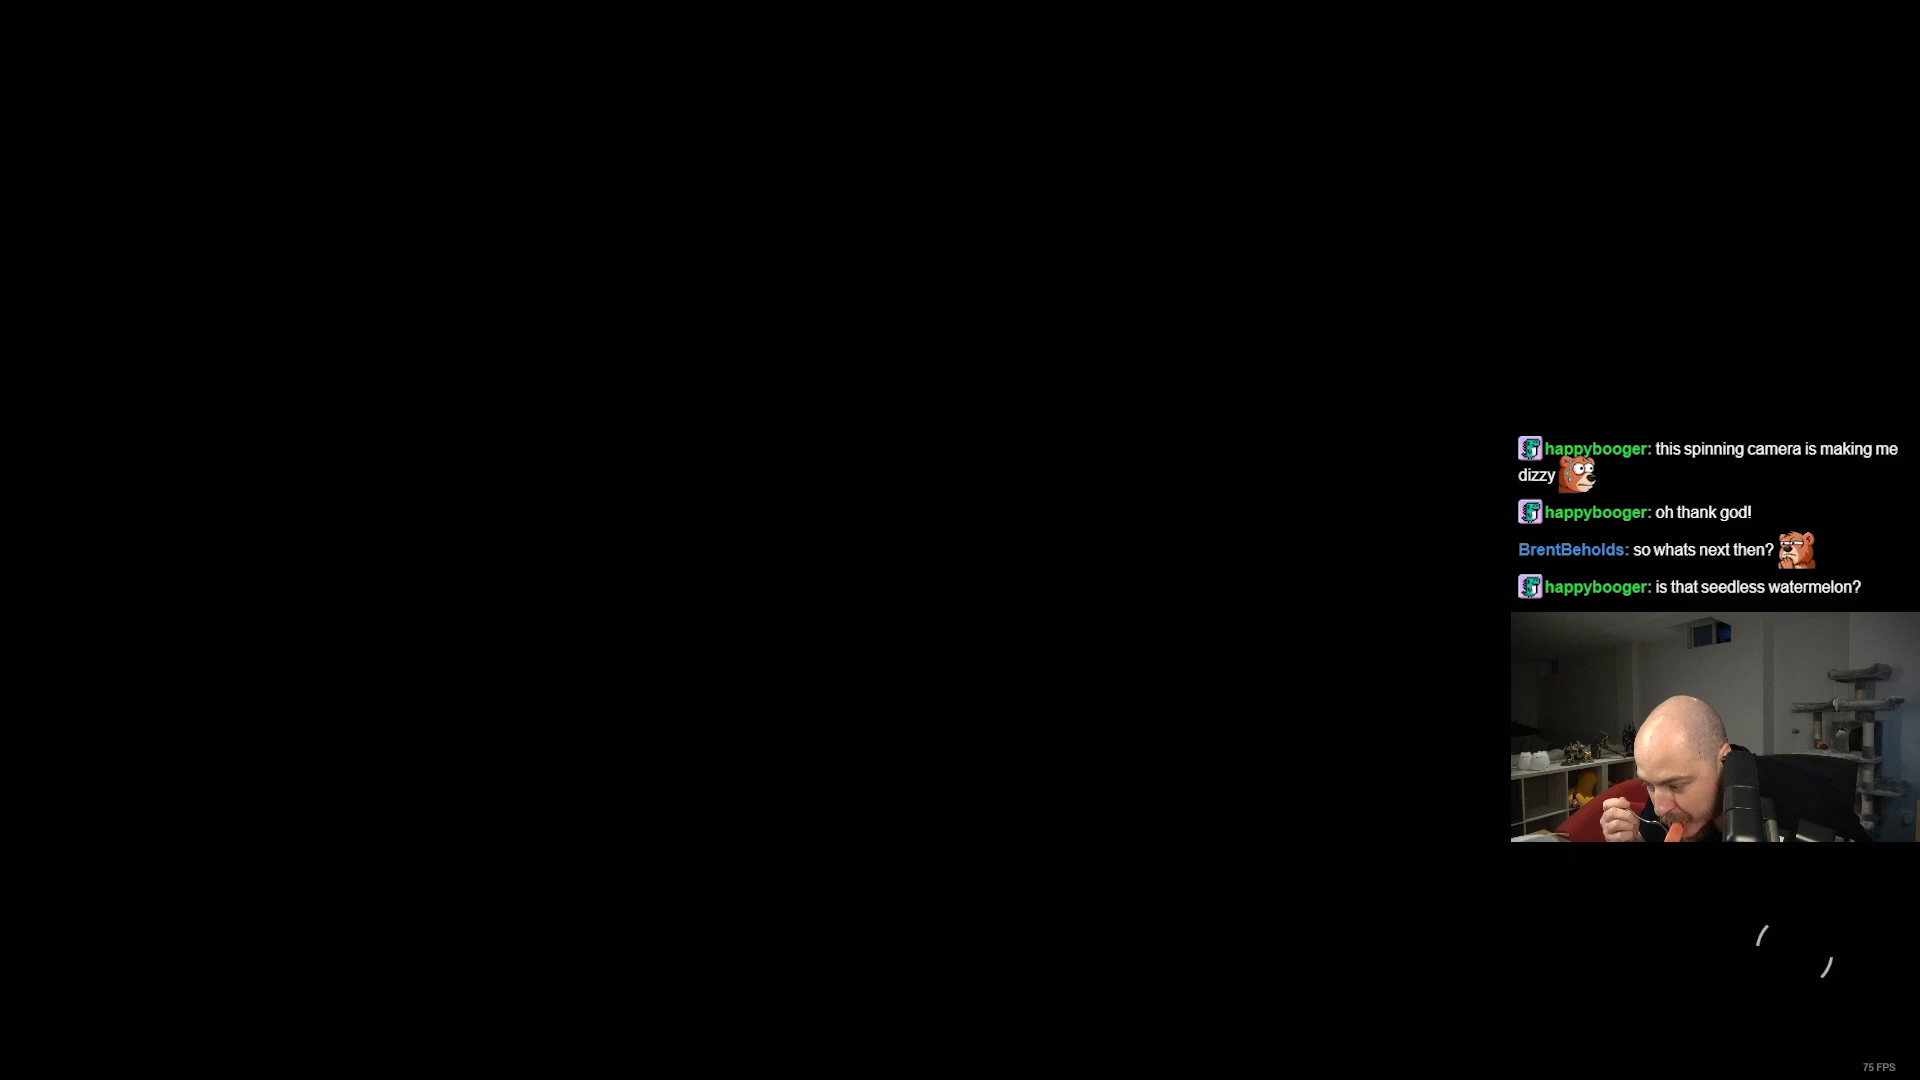 happybooger: this spinning camera is making me
dizzy
happybooger: oh thank god!
BrentBeholds: so whats next then?
happybooger: is that seedless watermelon?
75 FPS